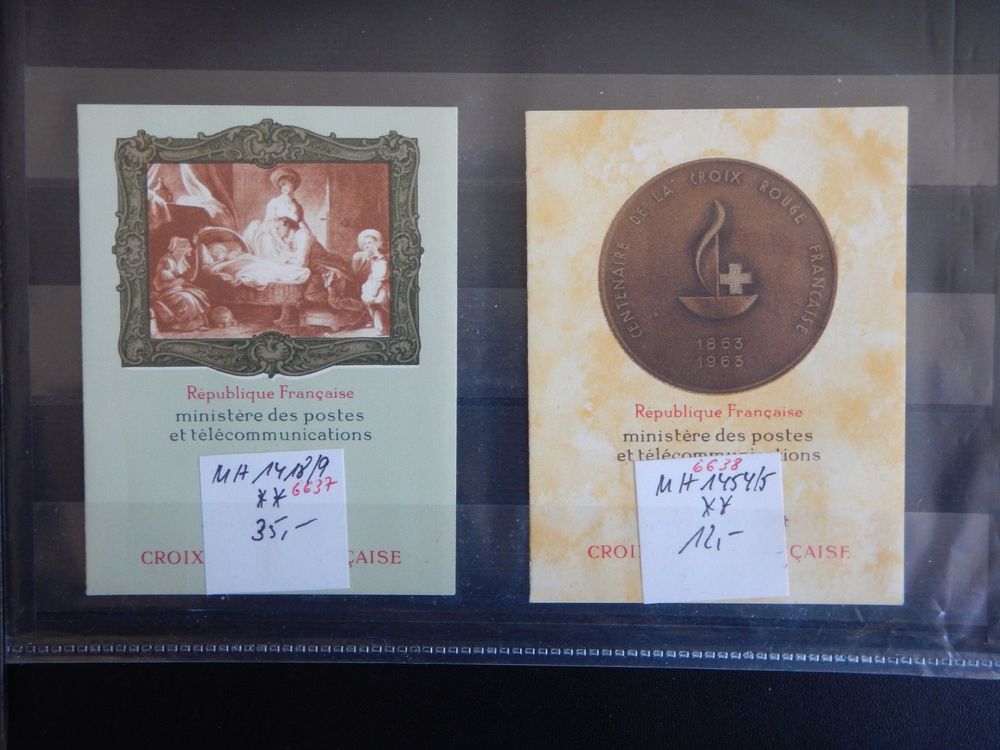 République Française
ministère des postes
et télécommunications
MH 1418/9
** 6637
35,-
CROIX ÇAISE
CENTENAIRE DE LA CROIX ROUGE FRANÇAISE
1863
1963
République Française
ministère des postes
et télécommunications
6638
MH 1454/5
**
12,-
CROI ÇAISE